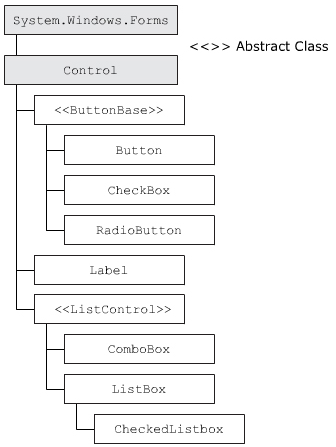 System.Windows.Forms
<<>> Abstract Class
Control
<<ButtonBase>>
Button
CheckBox
RadioButton
Label
<<ListControl>>
ComboBox
ListBox
CheckedListbox